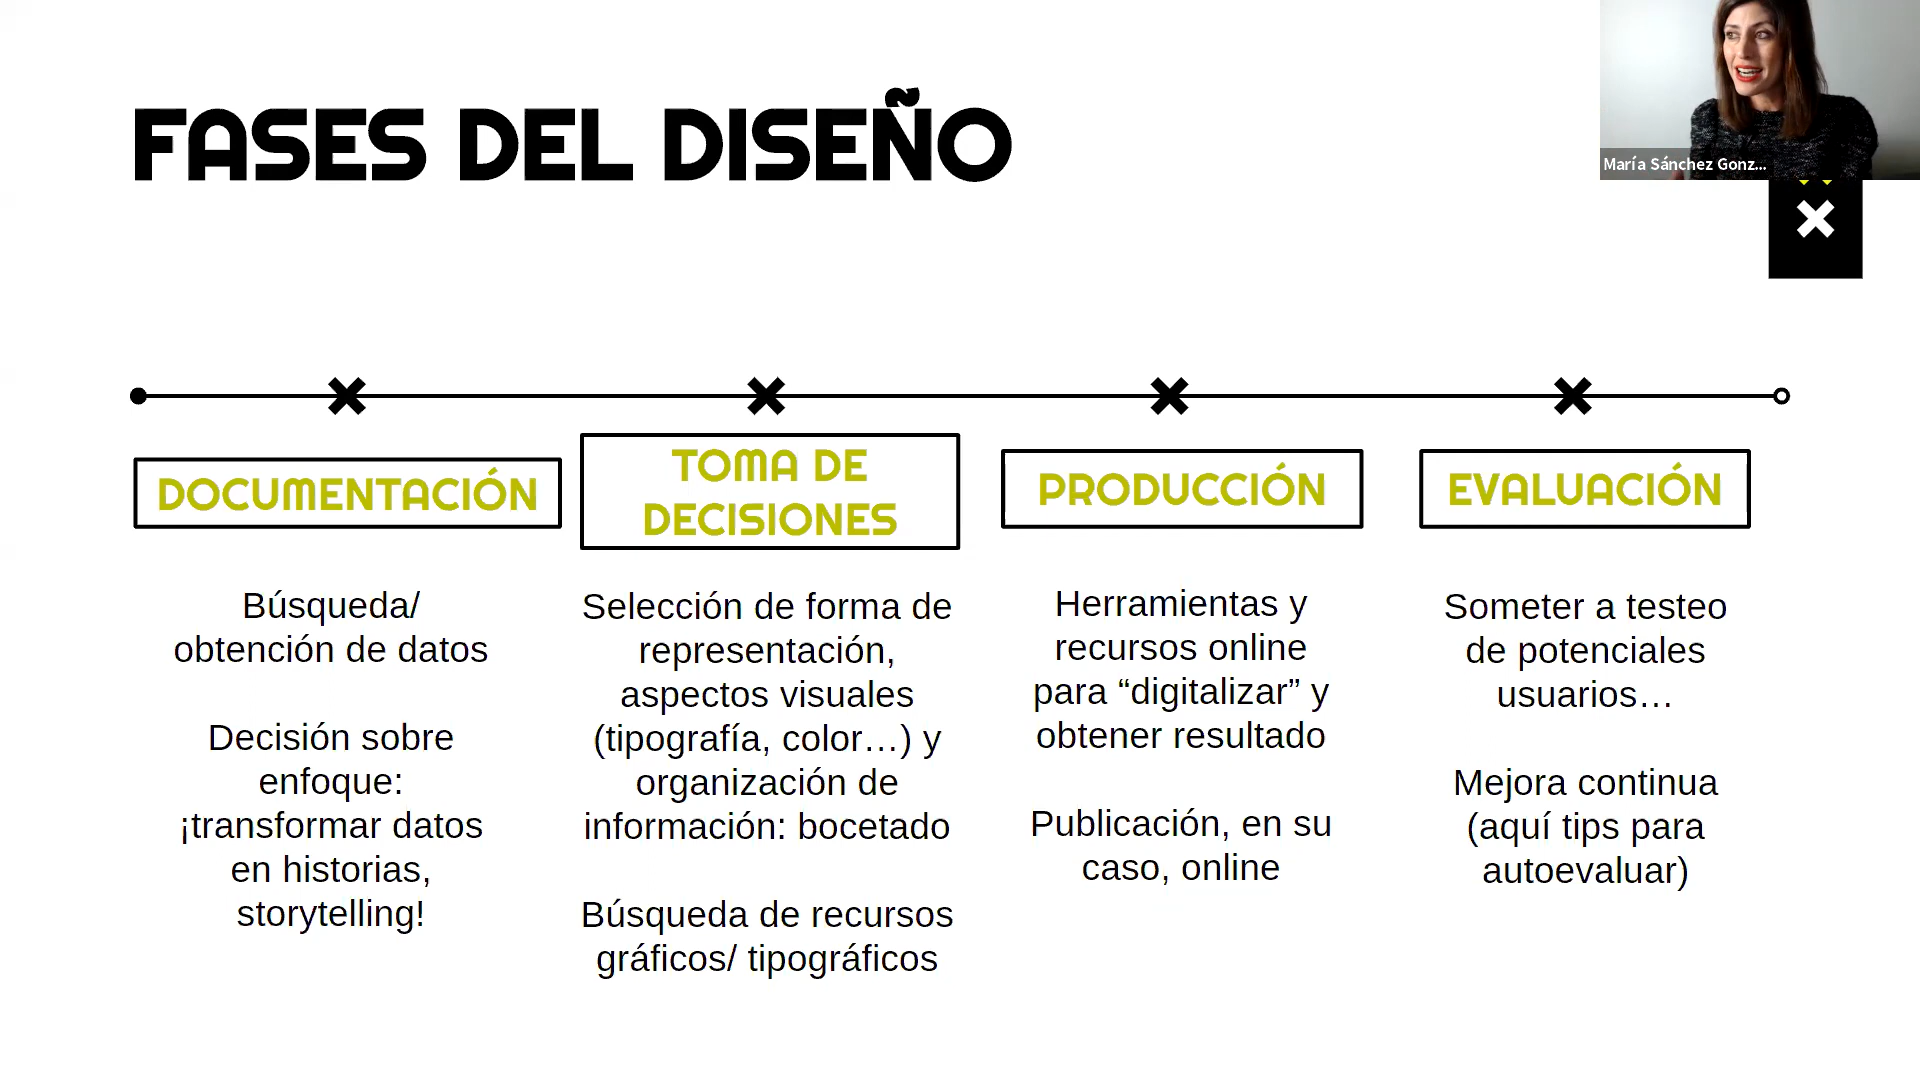 FASES DEL DISEÑO
María Sánchez Gonz...
DOCUMENTACIÓN
Búsqueda/
obtención de datos
Decisión sobre
enfoque:
¡transformar datos
en historias,
storytelling!
TOMA DE
DECISIONES
Selección de forma de
representación,
aspectos visuales
(tipografía, color…) y
organización de
información: bocetado
Búsqueda de recursos
gráficos/ tipográficos
PRODUCCIÓN
Herramientas y
recursos online
para “digitalizar” y
obtener resultado
Publicación, en su
caso, online
EVALUACIÓN
Someter a testeo
de potenciales
usuarios…
Mejora continua
(aquí tips para
autoevaluar)